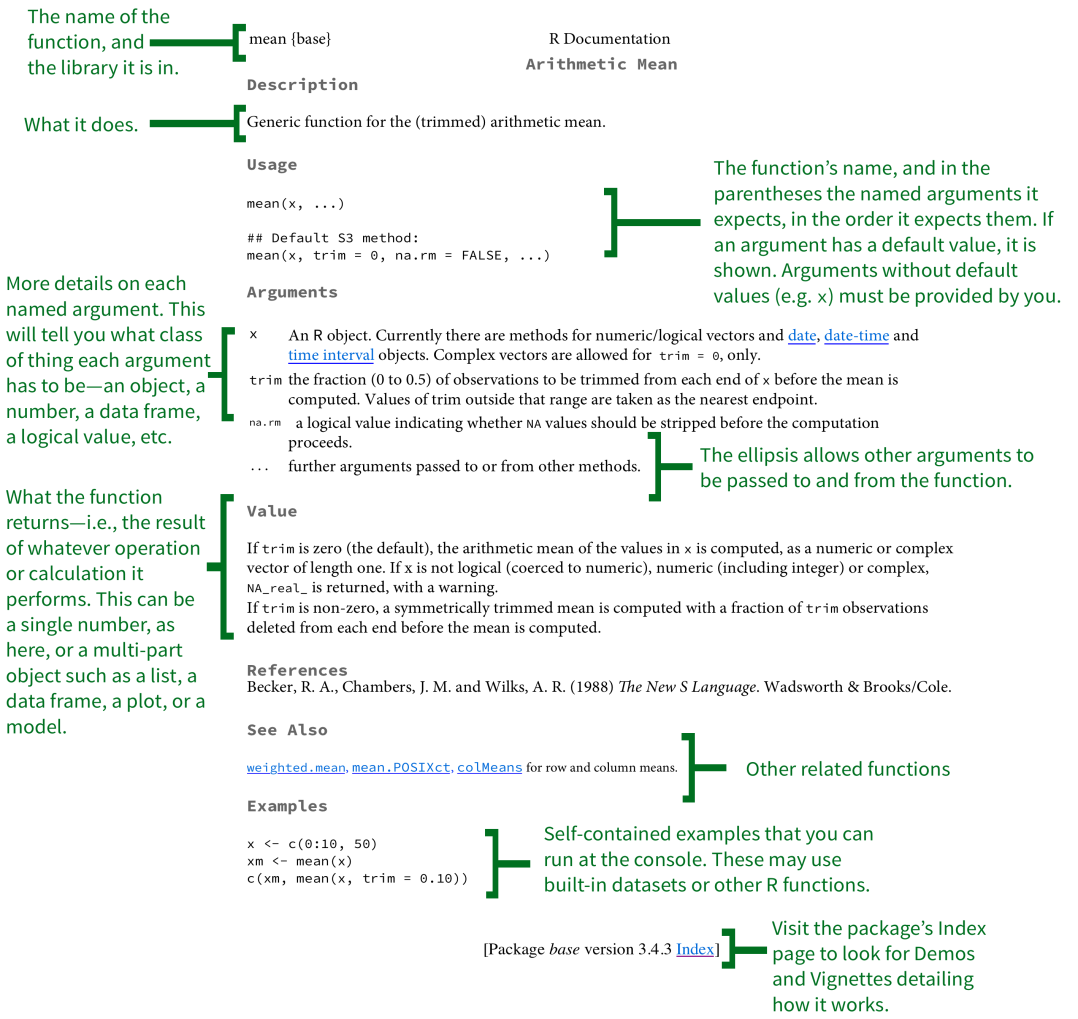 The name of the
function, and
the library it is in.
mean {base}
R Documentation
Arithmetic Mean
Description
What it does.
Generic function for the (trimmed) arithmetic mean.
Usage
mean(x, ...)
## Default S3 method:
mean(x, trim = 0, na.rm = FALSE, ...)
The function’s name, and in the
parentheses the named arguments it
expects, in the order it expects them. If
an argument has a default value, it is
shown. Arguments without default
values (e.g. x) must be provided by you.
More details on each
named argument. This
will tell you what class
of thing each argument
has to be—an object, a
number, a data frame,
a logical value, etc.
Arguments
x An R object. Currently there are methods for numeric/logical vectors and date, date-time and
time interval objects. Complex vectors are allowed for trim = 0, only.
trim the fraction (0 to 0.5) of observations to be trimmed from each end of x before the mean is
computed. Values of trim outside that range are taken as the nearest endpoint.
na.rm a logical value indicating whether NA values should be stripped before the computation
proceeds.
... further arguments passed to or from other methods.
The ellipsis allows other arguments to
be passed to and from the function.
What the function
returns—i.e., the result
of whatever operation
or calculation it
performs. This can be
a single number, as
here, or a multi-part
object such as a list, a
data frame, a plot, or a
model.
Value
If trim is zero (the default), the arithmetic mean of the values in x is computed, as a numeric or complex
vector of length one. If x is not logical (coerced to numeric), numeric (including integer) or complex,
NA_real_ is returned, with a warning.
If trim is non-zero, a symmetrically trimmed mean is computed with a fraction of trim observations
deleted from each end before the mean is computed.
References
Becker, R. A., Chambers, J. M. and Wilks, A. R. (1988) The New S Language. Wadsworth & Brooks/Cole.
See Also
weighted.mean, mean.POSIXct, colMeans for row and column means.
Other related functions
Examples
x <- c(0:10, 50)
xm <- mean(x)
c(xm, mean(x, trim = 0.10))
Self-contained examples that you can
run at the console. These may use
built-in datasets or other R functions.
[Package base version 3.4.3 Index]
Visit the package’s Index
page to look for Demos
and Vignettes detailing
how it works.